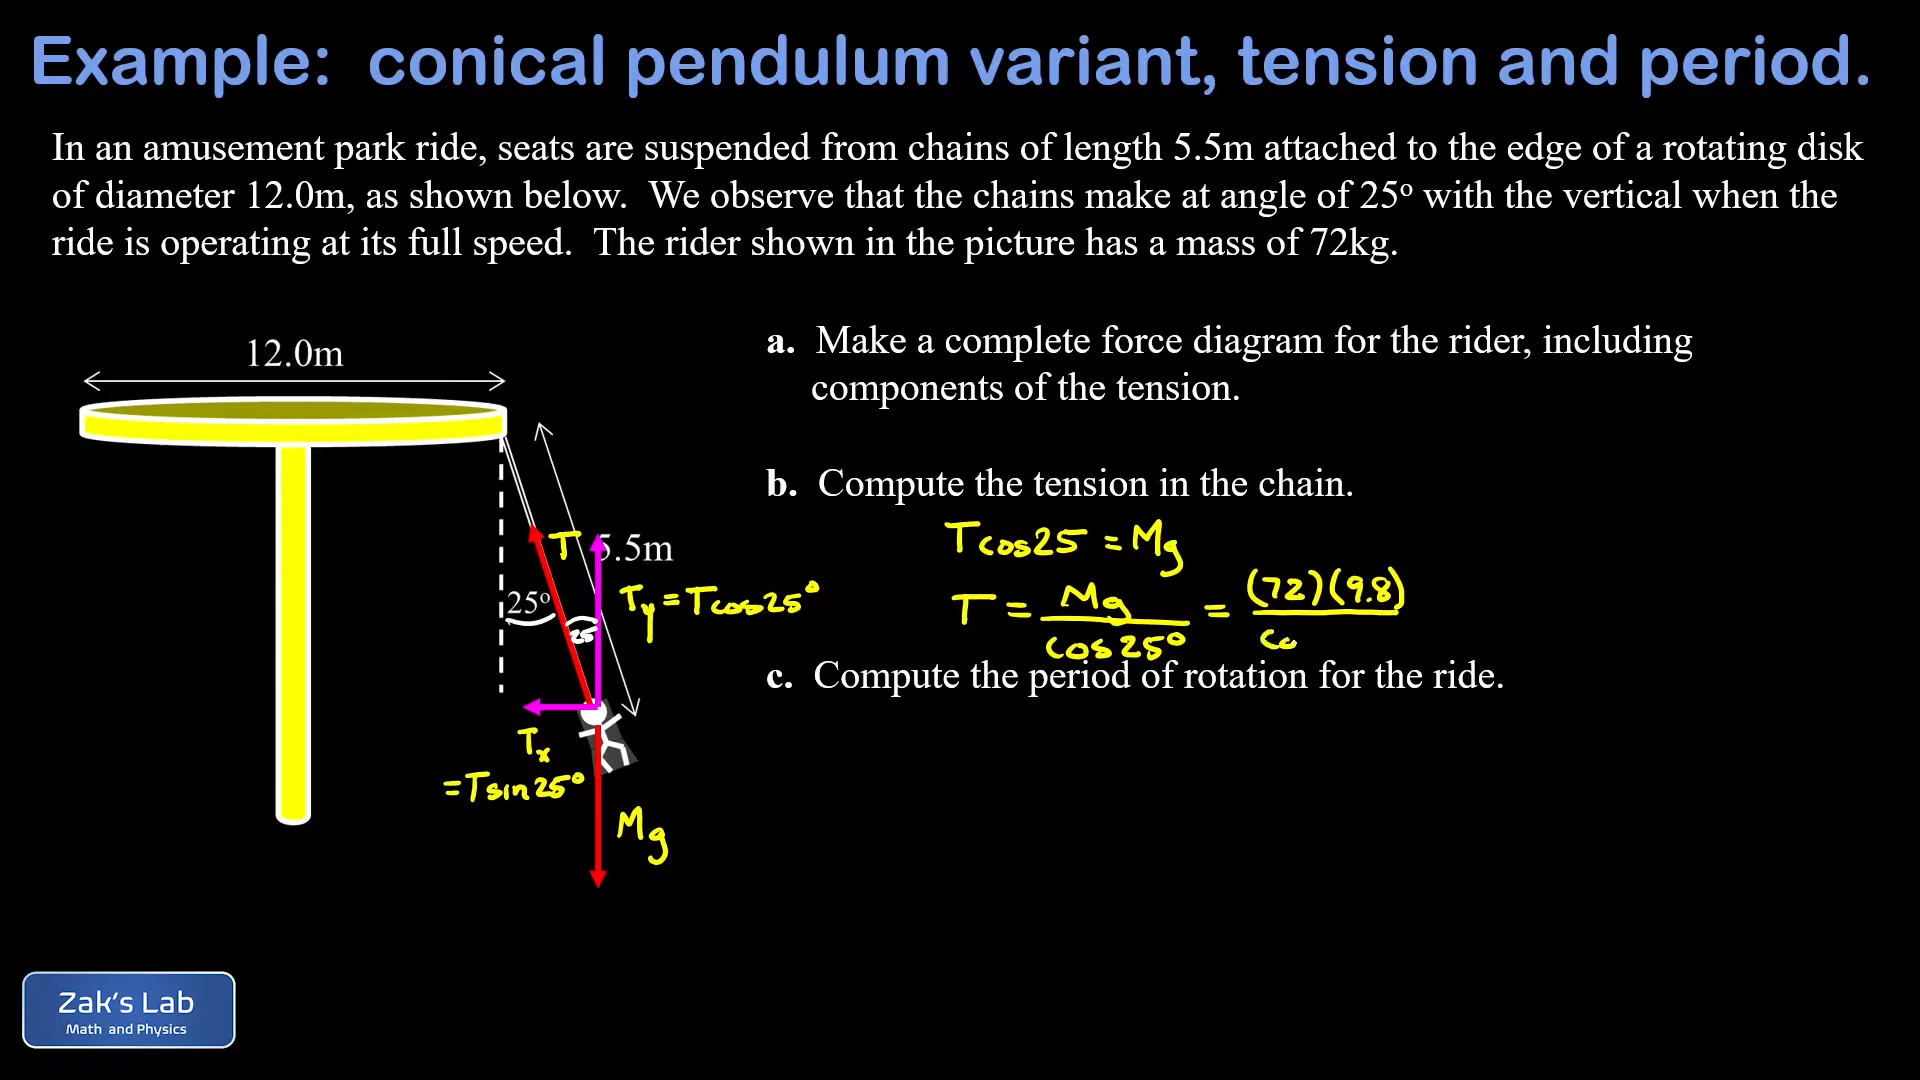 Example: conical pendulum variant, tension and period.
In an amusement park ride, seats are suspended from chains of length 5.5m attached to the edge of a rotating disk
of diameter 12.0m, as shown below. We observe that the chains make at angle of 25º with the vertical when the
ride is operating at its full speed. The rider shown in the picture has a mass of 72kg.
12.0m
T
5.5m
25º
25
Ty = Tcos25°
Tx
= Tsin25°
Mg
a. Make a complete force diagram for the rider, including
components of the tension.
b. Compute the tension in the chain.
Tcos25 = Mg
T = Mg / cos25° = (72)(9.8) / co
c. Compute the period of rotation for the ride.
Zak's Lab
Math and Physics